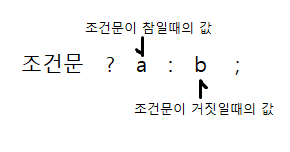 조건문이 참일때의 값
조건문 ? a : b ;
조건문이 거짓일때의 값